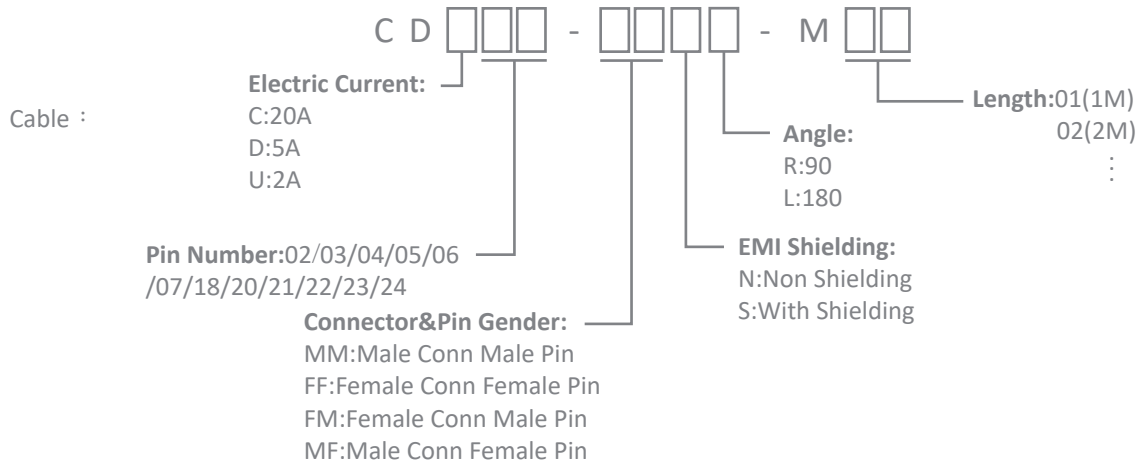 C D □□□ - □□□□ - M □□
Electric Current:
C:20A
D:5A
U:2A
Cable：
Length:01(1M)
02(2M)
⋮
Angle:
R:90
L:180
Pin Number:02/03/04/05/06
/07/18/20/21/22/23/24
EMI Shielding:
N:Non Shielding
S:With Shielding
Connector&Pin Gender:
MM:Male Conn Male Pin
FF:Female Conn Female Pin
FM:Female Conn Male Pin
MF:Male Conn Female Pin